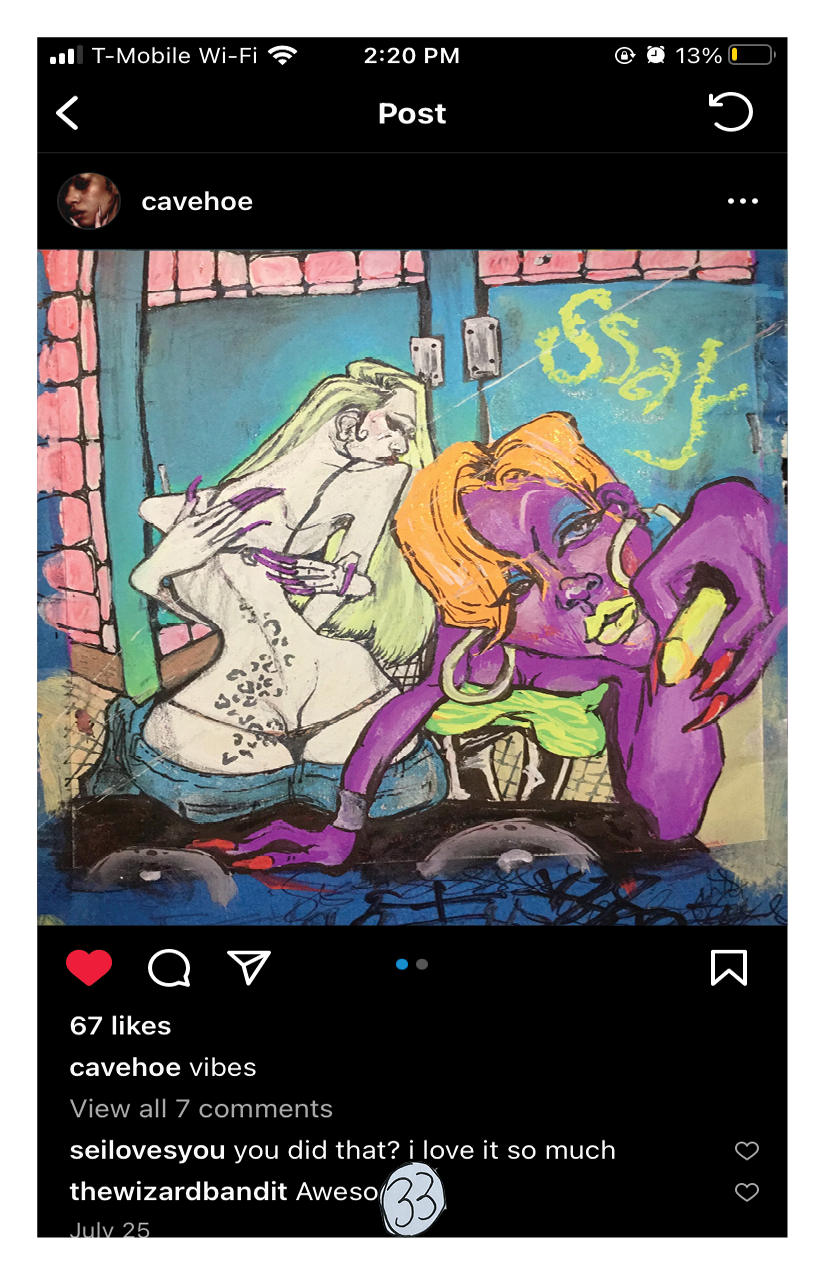 T-Mobile Wi-Fi 2:20 PM 13%
Post
cavehoe
67 likes
cavehoe vibes
View all 7 comments
seilovesyou you did that? i love it so much
thewizardbandit Aweso
33
July 25